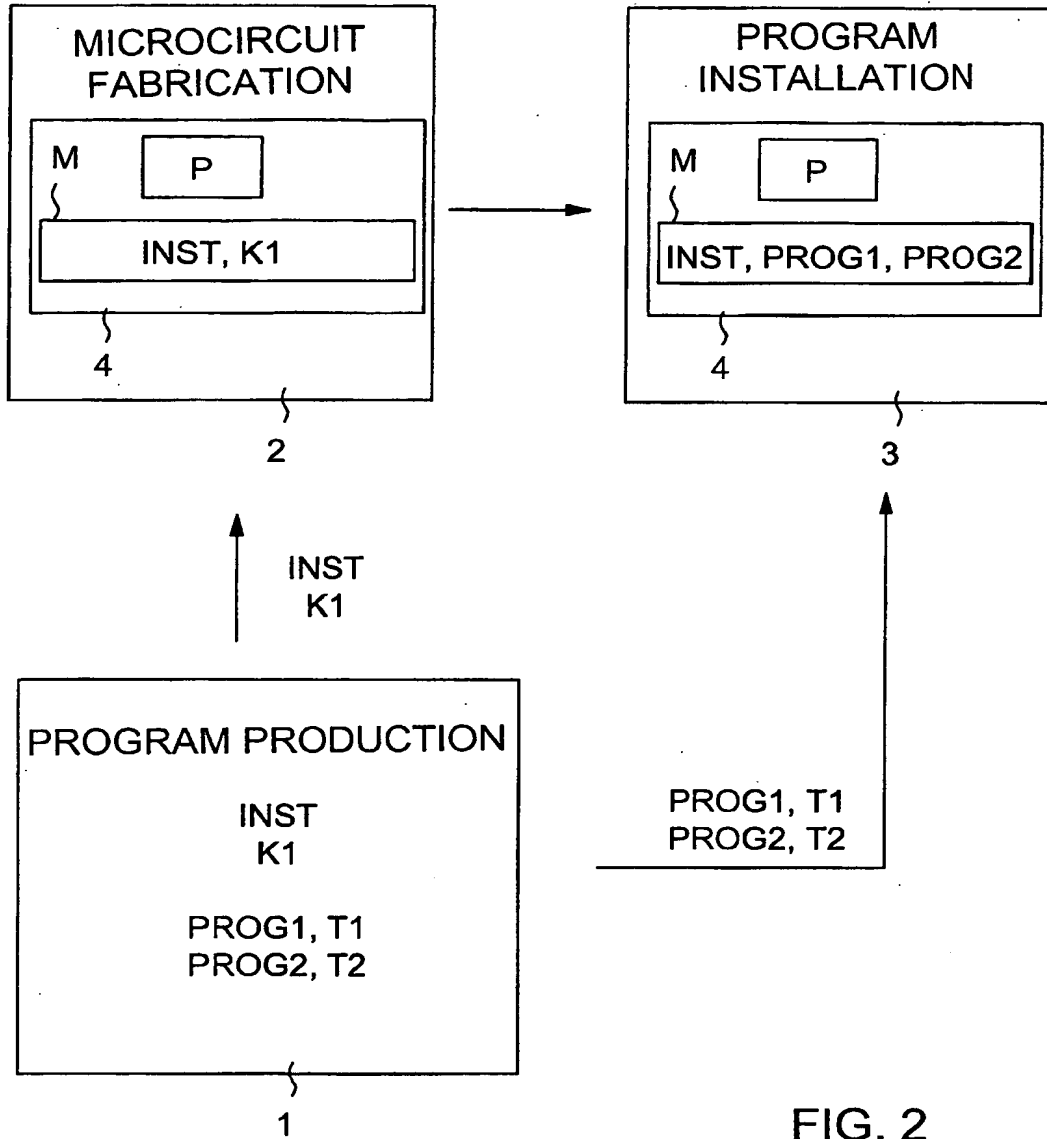 MICROCIRCUIT
FABRICATION
M
P
INST, K1
4
2
PROGRAM
INSTALLATION
M
P
INST, PROG1, PROG2
4
3
INST
K1
PROGRAM PRODUCTION
INST
K1
PROG1, T1
PROG2, T2
1
PROG1, T1
PROG2, T2
FIG. 2